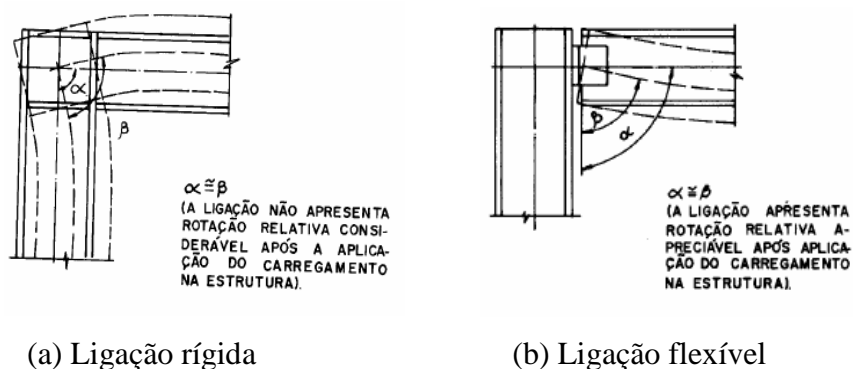 α
β
α ≅ β
(A LIGAÇÃO NÃO APRESENTA
ROTAÇÃO RELATIVA CONSI-
DERÁVEL APÓS A APLICA-
ÇÃO DO CARREGAMENTO
NA ESTRUTURA).
β
α
α ≅ β
(A LIGAÇÃO APRESENTA
ROTAÇÃO RELATIVA A-
PRECIÁVEL APÓS APLICA-
ÇÃO DO CARREGAMENTO
NA ESTRUTURA).
(a) Ligação rígida
(b) Ligação flexível